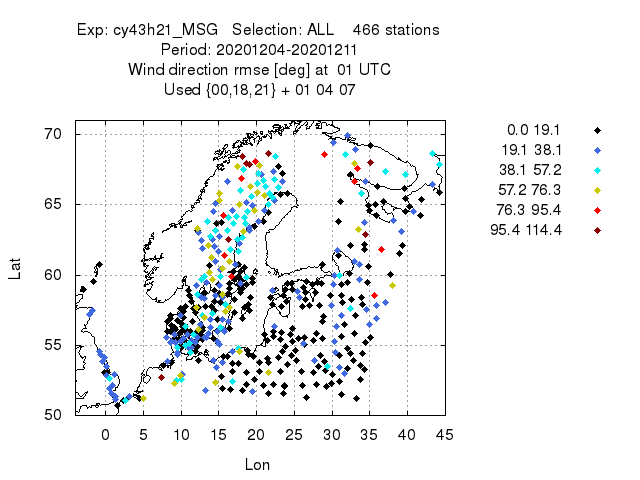 Exp: cy43h21_MSG   Selection: ALL    466 stations
Period: 20201204-20201211
Wind direction rmse [deg] at  01 UTC
Used {00,18,21} + 01 04 07
70
65
60
55
50
Lat
0 5 10 15 20 25 30 35 40 45
Lon
0.0 19.1
19.1 38.1
38.1 57.2
57.2 76.3
76.3 95.4
95.4 114.4